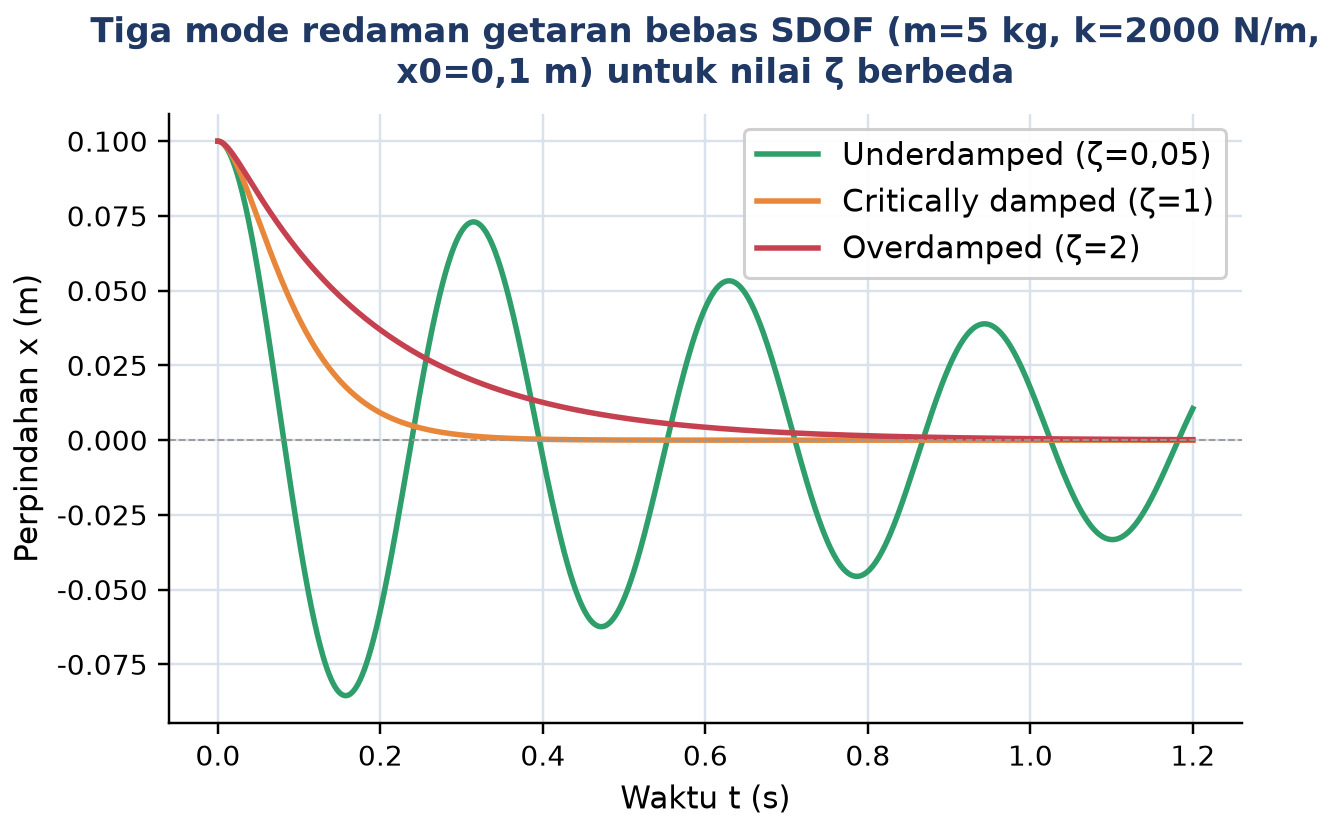 Tiga mode redaman getaran bebas SDOF (m=5 kg, k=2000 N/m,
x0=0,1 m) untuk nilai ζ berbeda
Underdamped (ζ=0,05)
Critically damped (ζ=1)
Overdamped (ζ=2)
Perpindahan x (m)
0.100
0.075
0.050
0.025
0.000
-0.025
-0.050
-0.075
0.0 0.2 0.4 0.6 0.8 1.0 1.2
Waktu t (s)